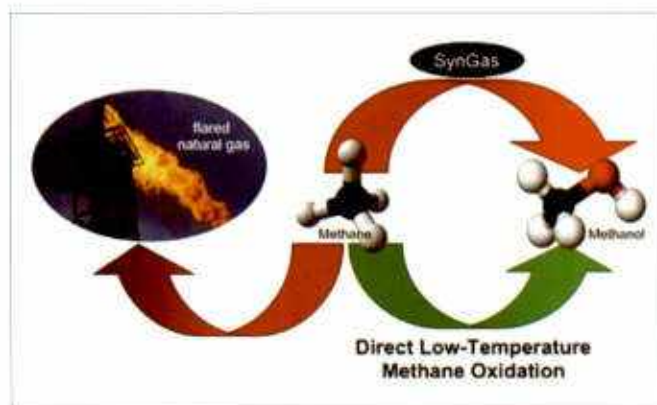 SynGas
flared
natural gas
Methane
Methanol
Direct Low-Temperature
Methane Oxidation